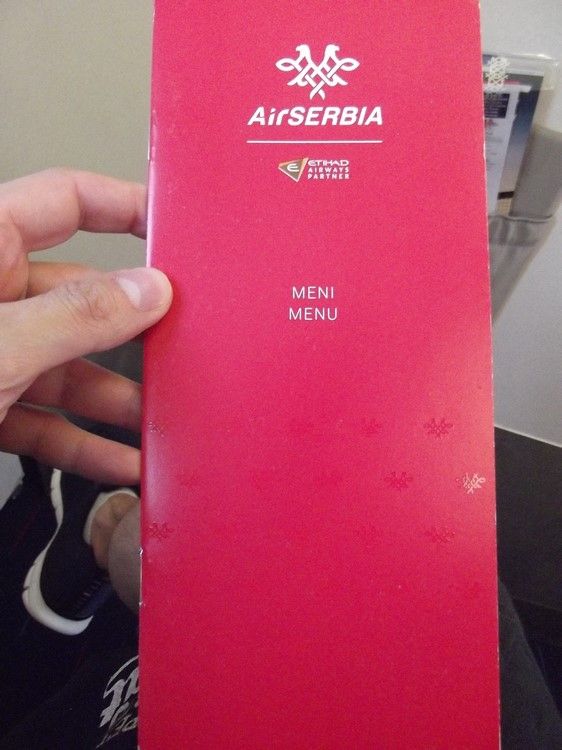 AirSERBIA
ETIHAD
AIRWAYS
PARTNER
MENI
MENU